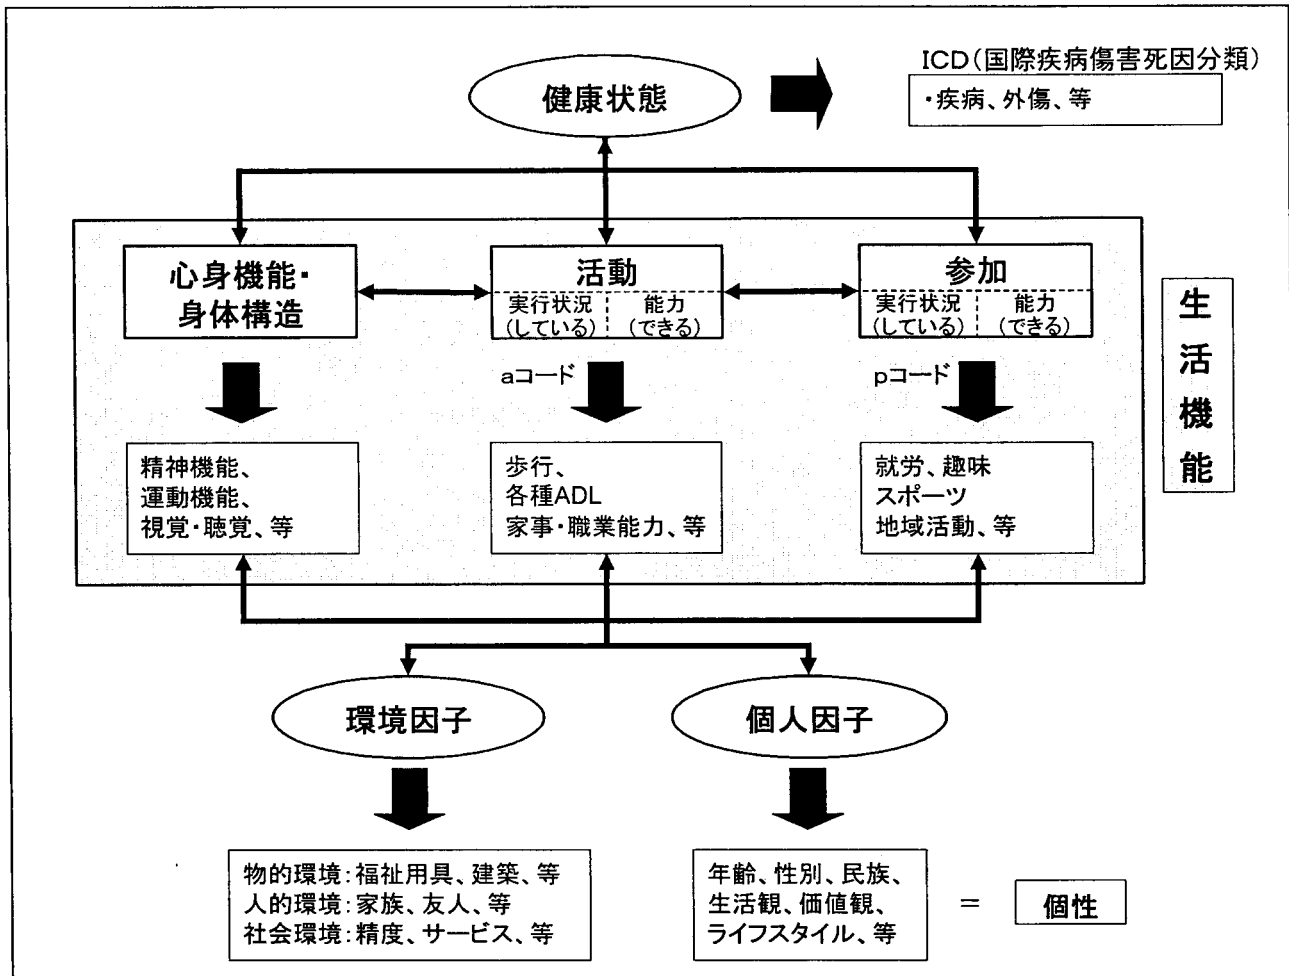 ICD(国際疾病傷害死因分類)
健康状態
・疾病、外傷、等
心身機能・
身体構造
活動
実行状況
(している)
能力
(できる)
参加
実行状況
(している)
能力
(できる)
生活機能
aコード
pコード
精神機能、
運動機能、
視覚・聴覚、等
歩行、
各種ADL
家事・職業能力、等
就労、趣味
スポーツ
地域活動、等
環境因子
個人因子
物的環境:福祉用具、建築、等
人的環境:家族、友人、等
社会環境:精度、サービス、等
年齢、性別、民族、
生活観、価値観、
ライフスタイル、等
=
個性